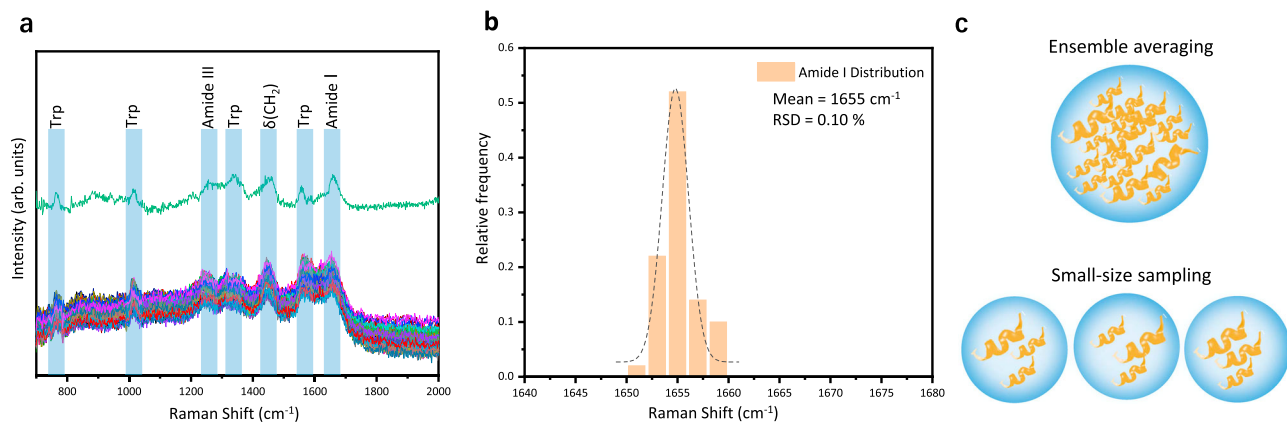 a
Trp
Trp
Amide III
Trp
δ(CH₂)
Trp
Amide I
Intensity (arb. units)
800
1000
1200
1400
1600
1800
2000
Raman Shift (cm⁻¹)
b
Amide I Distribution
Mean = 1655 cm⁻¹
RSD = 0.10 %
Relative frequency
0.6
0.5
0.4
0.3
0.2
0.1
0.0
1640
1645
1650
1655
1660
1665
1670
1675
1680
Raman Shift (cm⁻¹)
c
Ensemble averaging
Small-size sampling